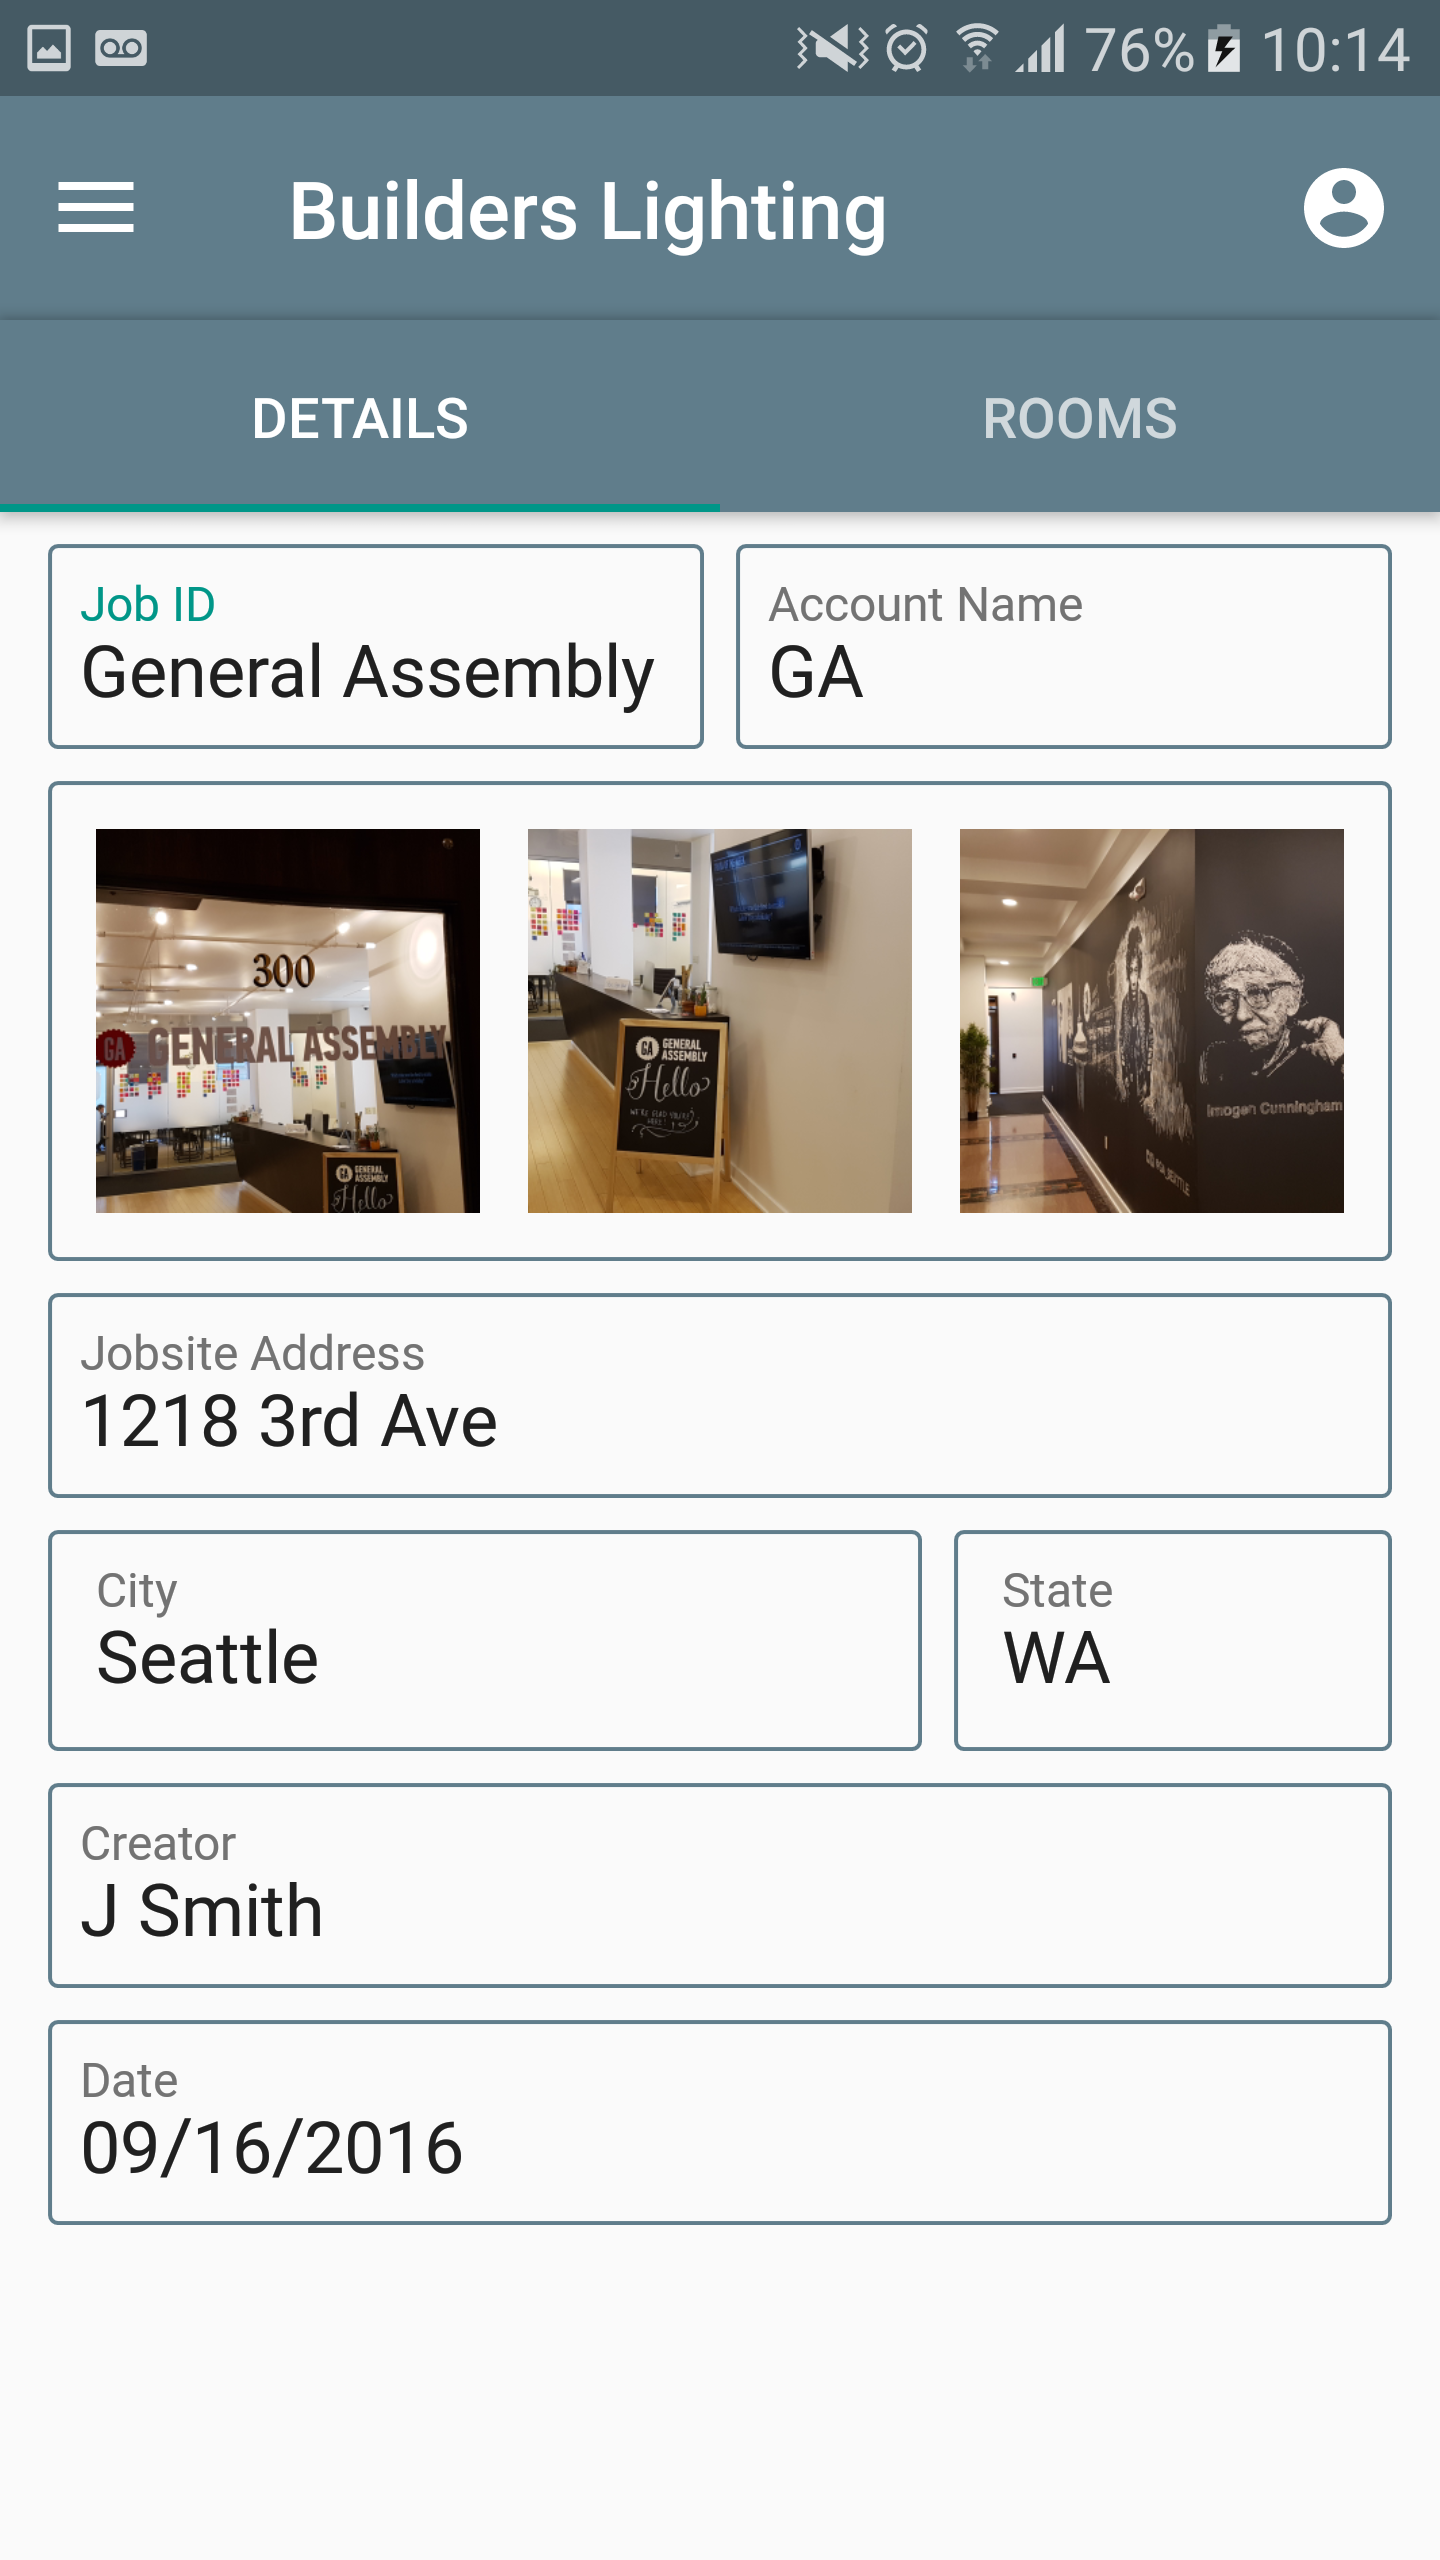 76% 10:14
Builders Lighting
DETAILS ROOMS
Job ID
General Assembly
Account Name
GA
300
GA GENERAL ASSEMBLY
GA GENERAL
ASSEMBLY
Hello
GA GENERAL
ASSEMBLY
Hello
WE'RE GLAD YOU'RE
HERE!
Imogen Cunningham
Jobsite Address
1218 3rd Ave
City
Seattle
State
WA
Creator
J Smith
Date
09/16/2016